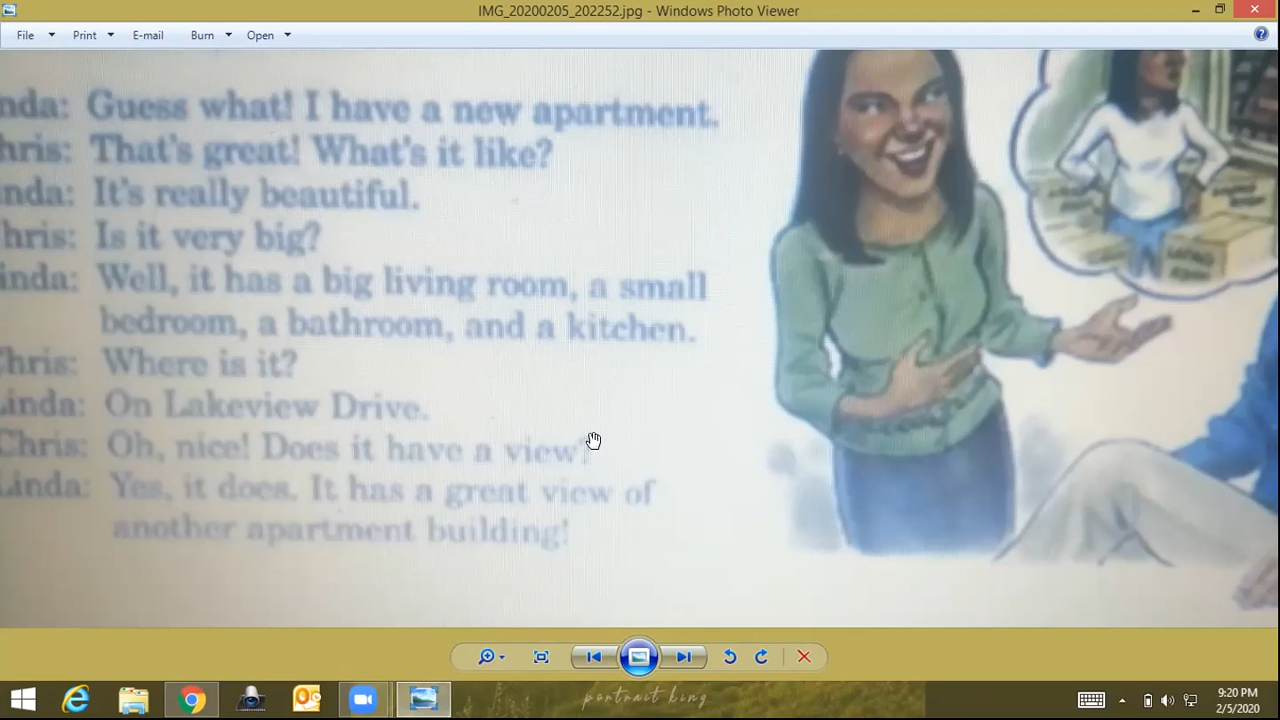 IMG_20200205_202252.jpg - Windows Photo Viewer
File Print E-mail Burn Open
nda: Guess what! I have a new apartment.
hris: That's great! What's it like?
nda: It's really beautiful.
hris: Is it very big?
inda: Well, it has a big living room, a small
bedroom, a bathroom, and a kitchen.
Chris: Where is it?
Linda: On Lakeview Drive.
Chris: Oh, nice! Does it have a view?
Linda: Yes, it does. It has a great view of
another apartment building!
portrait king
9:20 PM
2/5/2020